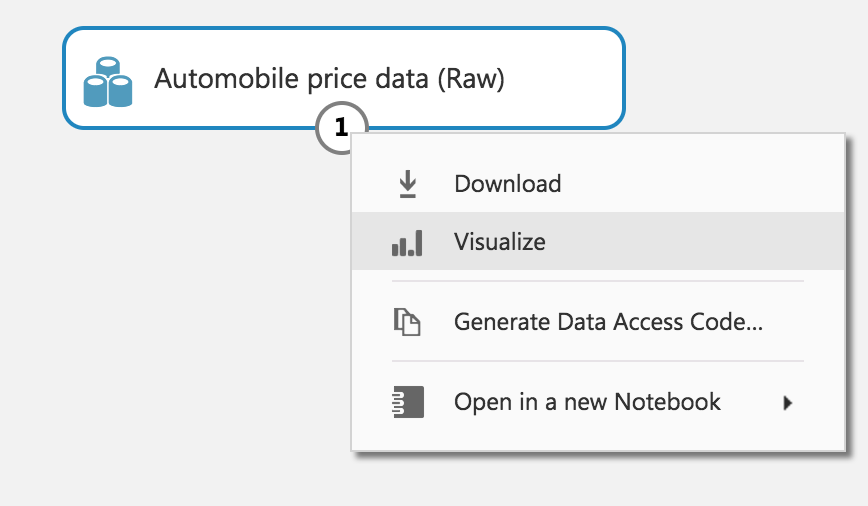 Automobile price data (Raw)
1
Download
Visualize
Generate Data Access Code...
Open in a new Notebook